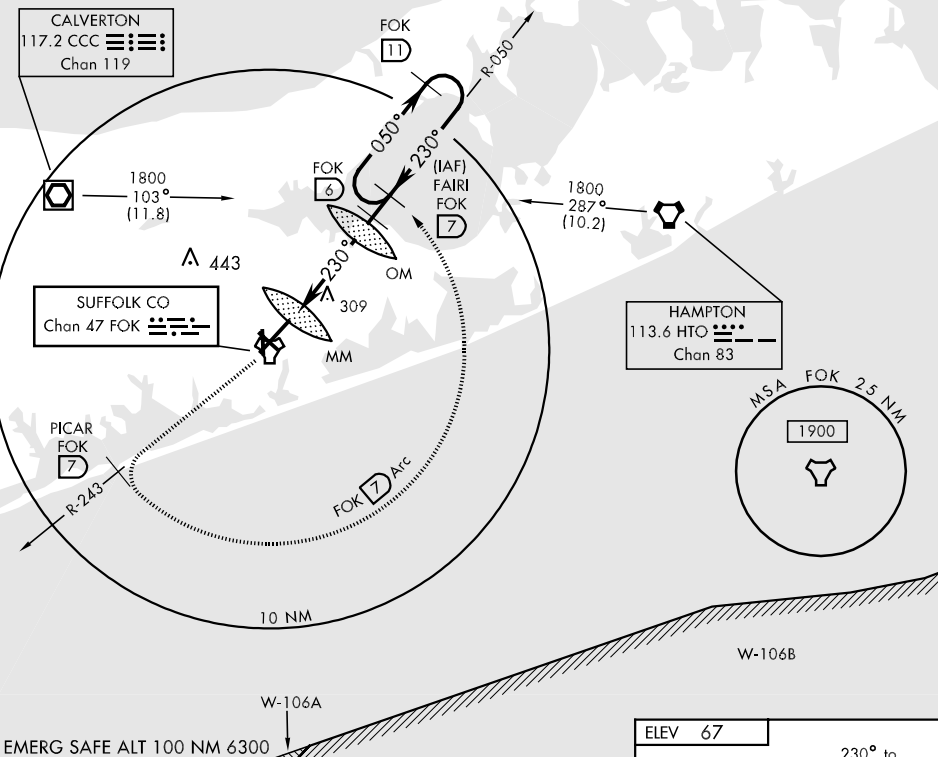 CALVERTON
117.2 CCC
Chan 119
FOK
11
R-050
050°
230°
FOK
6
(IAF)
FAIRI
FOK
7
1800
103°
(11.8)
1800
287°
(10.2)
443
230°
OM
309
MM
SUFFOLK CO
Chan 47 FOK
HAMPTON
113.6 HTO
Chan 83
MSA FOK 25 NM
1900
PICAR
FOK
7
R-243
FOK 7 Arc
10 NM
W-106B
W-106A
EMERG SAFE ALT 100 NM 6300
ELEV 67
230° to